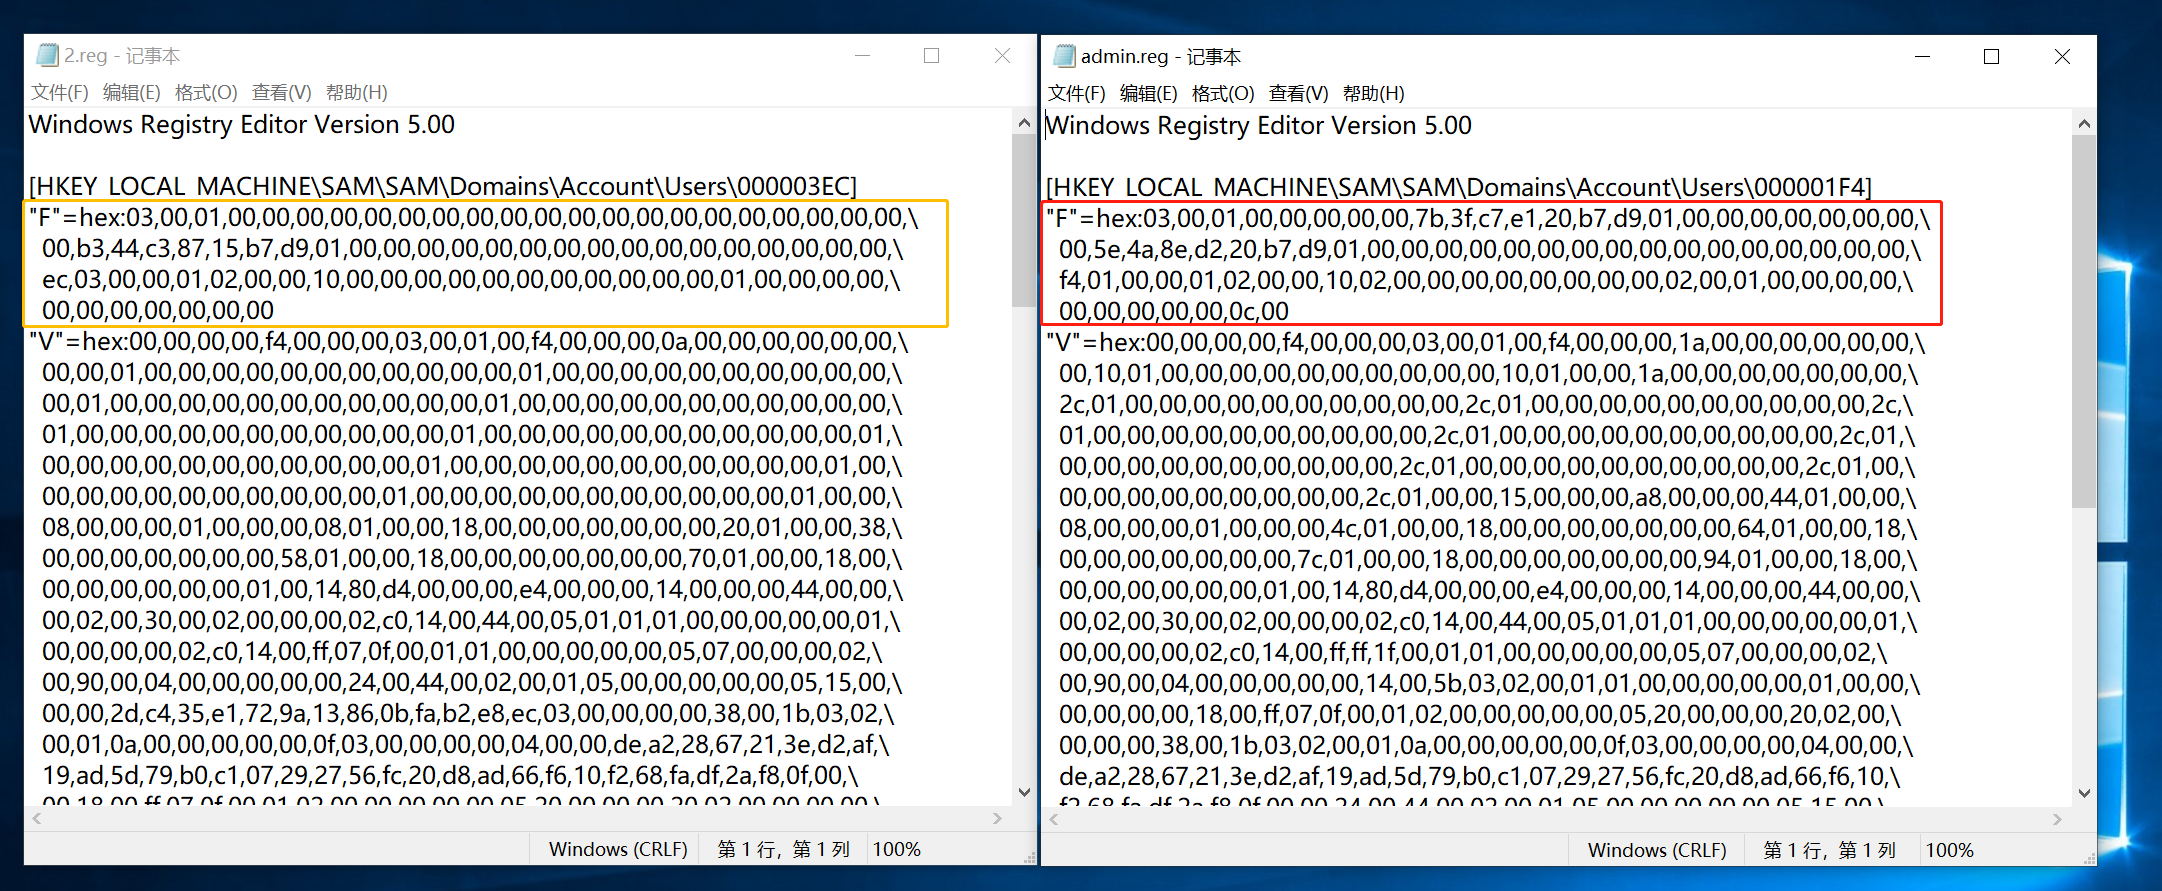 2.reg - 记事本
文件(F) 编辑(E) 格式(O) 查看(V) 帮助(H)
Windows Registry Editor Version 5.00
[HKEY_LOCAL_MACHINE\SAM\SAM\Domains\Account\Users\000003EC]
"F"=hex:03,00,01,00,00,00,00,00,00,00,00,00,00,00,00,00,00,00,00,00,00,00,00,\
00,b3,44,c3,87,15,b7,d9,01,00,00,00,00,00,00,00,00,00,00,00,00,00,00,00,00,\
ec,03,00,00,01,02,00,00,10,00,00,00,00,00,00,00,00,00,00,00,01,00,00,00,00,\
00,00,00,00,00,00,00
"V"=hex:00,00,00,00,f4,00,00,00,03,00,01,00,f4,00,00,00,0a,00,00,00,00,00,00,\
00,00,01,00,00,00,00,00,00,00,00,00,00,00,00,01,00,00,00,00,00,00,00,00,00,\
00,01,00,00,00,00,00,00,00,00,00,00,00,01,00,00,00,00,00,00,00,00,00,00,00,\
01,00,00,00,00,00,00,00,00,00,00,00,01,00,00,00,00,00,00,00,00,00,00,00,01,\
00,00,00,00,00,00,00,00,00,00,00,01,00,00,00,00,00,00,00,00,00,00,00,01,00,\
00,00,00,00,00,00,00,00,00,00,01,00,00,00,00,00,00,00,00,00,00,00,01,00,00,\
08,00,00,00,01,00,00,00,08,01,00,00,18,00,00,00,00,00,00,00,20,01,00,00,38,\
00,00,00,00,00,00,00,58,01,00,00,18,00,00,00,00,00,00,00,70,01,00,00,18,00,\
00,00,00,00,00,00,01,00,14,80,d4,00,00,00,e4,00,00,00,14,00,00,00,44,00,00,\
00,02,00,30,00,02,00,00,00,02,c0,14,00,44,00,05,01,01,01,00,00,00,00,00,01,\
00,00,00,00,02,c0,14,00,ff,07,0f,00,01,01,00,00,00,00,00,05,07,00,00,00,02,\
00,90,00,04,00,00,00,00,00,24,00,44,00,02,00,01,05,00,00,00,00,00,05,15,00,\
00,00,2d,c4,35,e1,72,9a,13,86,0b,fa,b2,e8,ec,03,00,00,00,00,38,00,1b,03,02,\
00,01,0a,00,00,00,00,00,0f,03,00,00,00,00,04,00,00,de,a2,28,67,21,3e,d2,af,\
19,ad,5d,79,b0,c1,07,29,27,56,fc,20,d8,ad,66,f6,10,f2,68,fa,df,2a,f8,0f,00,\
00,18,00,ff,07,0f,00,01,02,00,00,00,00,00,05,20,00,00,00,20,02,00,00,00,00,\
Windows (CRLF) 第 1 行，第 1 列 100%
admin.reg - 记事本
文件(F) 编辑(E) 格式(O) 查看(V) 帮助(H)
Windows Registry Editor Version 5.00
[HKEY_LOCAL_MACHINE\SAM\SAM\Domains\Account\Users\000001F4]
"F"=hex:03,00,01,00,00,00,00,00,7b,3f,c7,e1,20,b7,d9,01,00,00,00,00,00,00,00,\
00,5e,4a,8e,d2,20,b7,d9,01,00,00,00,00,00,00,00,00,00,00,00,00,00,00,00,00,\
f4,01,00,00,01,02,00,00,10,02,00,00,00,00,00,00,00,00,02,00,01,00,00,00,00,\
00,00,00,00,00,0c,00
"V"=hex:00,00,00,00,f4,00,00,00,03,00,01,00,f4,00,00,00,1a,00,00,00,00,00,00,\
00,10,01,00,00,00,00,00,00,00,00,00,00,10,01,00,00,1a,00,00,00,00,00,00,00,\
2c,01,00,00,00,00,00,00,00,00,00,00,2c,01,00,00,00,00,00,00,00,00,00,00,2c,\
01,00,00,00,00,00,00,00,00,00,00,2c,01,00,00,00,00,00,00,00,00,00,00,2c,01,\
00,00,00,00,00,00,00,00,00,00,2c,01,00,00,00,00,00,00,00,00,00,00,2c,01,00,\
00,00,00,00,00,00,00,00,00,2c,01,00,00,15,00,00,00,a8,00,00,00,44,01,00,00,\
08,00,00,00,01,00,00,00,4c,01,00,00,18,00,00,00,00,00,00,00,64,01,00,00,18,\
00,00,00,00,00,00,00,7c,01,00,00,18,00,00,00,00,00,00,00,94,01,00,00,18,00,\
00,00,00,00,00,00,01,00,14,80,d4,00,00,00,e4,00,00,00,14,00,00,00,44,00,00,\
00,02,00,30,00,02,00,00,00,02,c0,14,00,44,00,05,01,01,01,00,00,00,00,00,01,\
00,00,00,00,02,c0,14,00,ff,ff,1f,00,01,01,00,00,00,00,00,05,07,00,00,00,02,\
00,90,00,04,00,00,00,00,00,14,00,5b,03,02,00,01,01,00,00,00,00,00,01,00,00,\
00,00,00,00,18,00,ff,07,0f,00,01,02,00,00,00,00,00,05,20,00,00,00,20,02,00,\
00,00,00,38,00,1b,03,02,00,01,0a,00,00,00,00,00,0f,03,00,00,00,00,04,00,00,\
de,a2,28,67,21,3e,d2,af,19,ad,5d,79,b0,c1,07,29,27,56,fc,20,d8,ad,66,f6,10,\
f2,68,fa,df,2a,f8,0f,00,00,24,00,44,00,02,00,01,05,00,00,00,00,00,05,15,00,\
Windows (CRLF) 第 1 行，第 1 列 100%